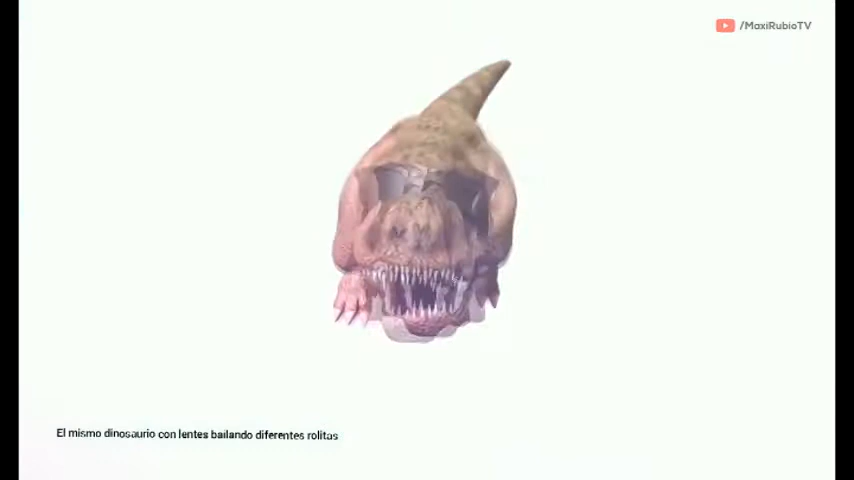 /MaxiRubioTV
El mismo dinosaurio con lentes bailando diferentes rolitas